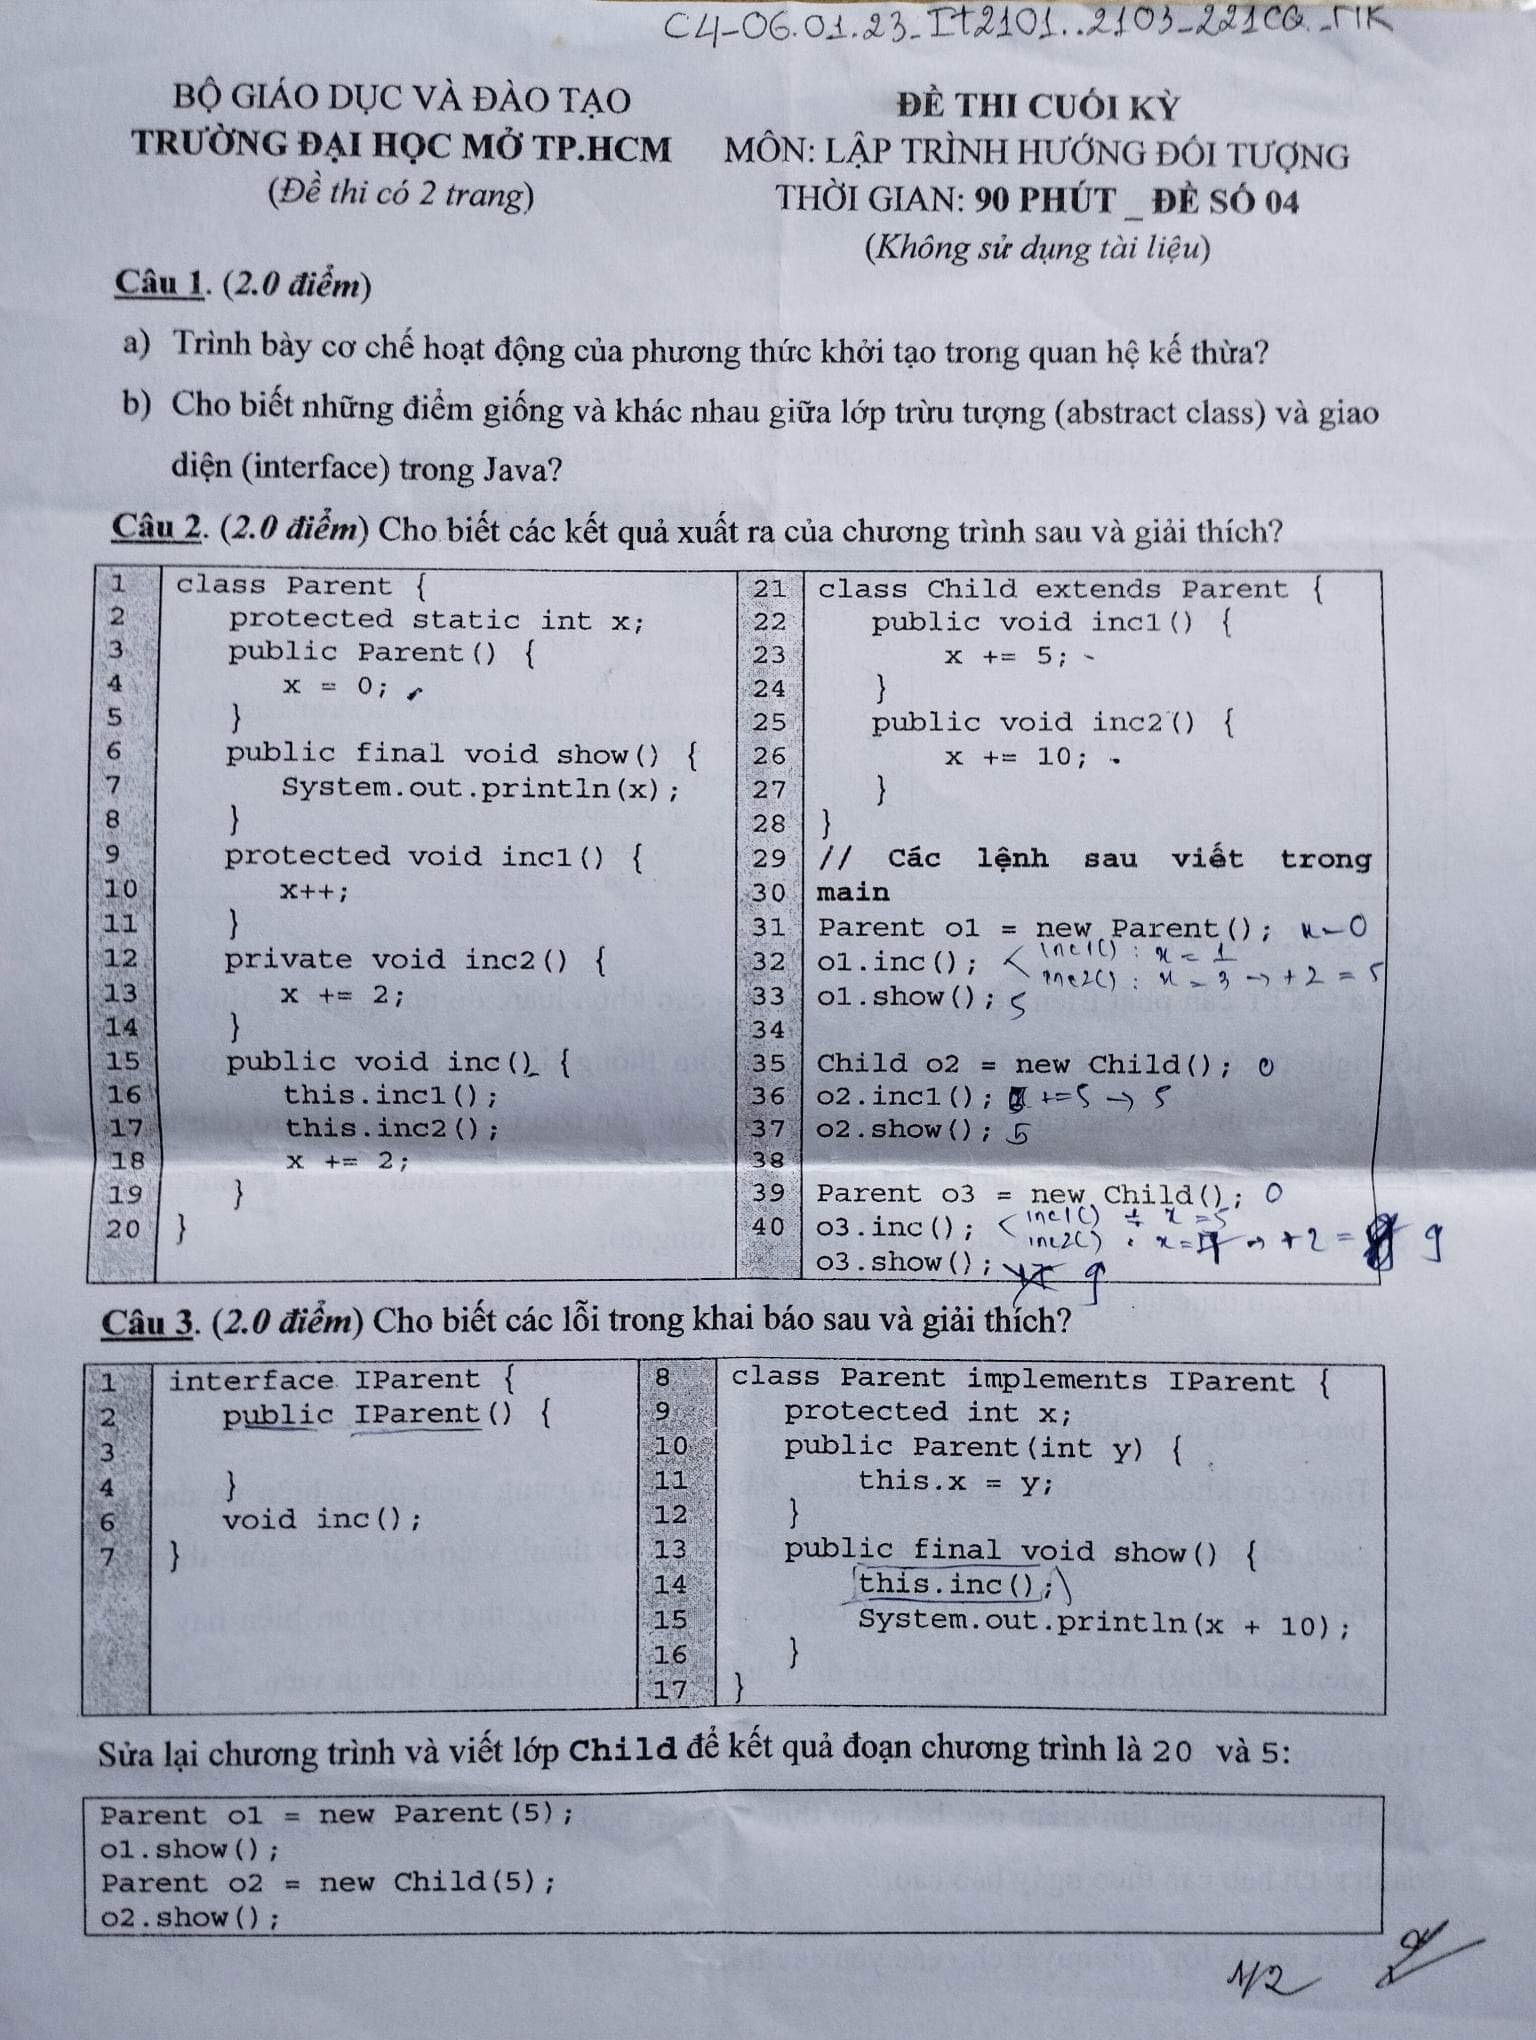 C4-06.01.23_It2101..2103_221CQ_
BỘ GIÁO DỤC VÀ ĐÀO TẠO
TRƯỜNG ĐẠI HỌC MỞ TP.HCM
(Đề thi có 2 trang)
ĐỀ THI CUỐI KỲ
MÔN: LẬP TRÌNH HƯỚNG ĐỐI TƯỢNG
THỜI GIAN: 90 PHÚT _ ĐỀ SỐ 04
(Không sử dụng tài liệu)
Câu 1. (2.0 điểm)
a) Trình bày cơ chế hoạt động của phương thức khởi tạo trong quan hệ kế thừa?
b) Cho biết những điểm giống và khác nhau giữa lớp trừu tượng (abstract class) và giao
diện (interface) trong Java?
Câu 2. (2.0 điểm) Cho biết các kết quả xuất ra của chương trình sau và giải thích?
1 class Parent {
2 protected static int x;
3 public Parent() {
4 x = 0;
5 }
6 public final void show() {
7 System.out.println(x);
8 }
9 protected void inc1() {
10 x++;
11 }
12 private void inc2() {
13 x += 2;
14 }
15 public void inc() {
16 this.inc1();
17 this.inc2();
18 x += 2;
19 }
20 }
21 class Child extends Parent {
22 public void inc1() {
23 x += 5;
24 }
25 public void inc2() {
26 x += 10;
27 }
28 }
29 // Các lệnh sau viết trong
30 main
31 Parent o1 = new Parent(); x=0
32 o1.inc(); inc1() : x = 1
inc2() : x = 3 → +2 = 5
33 o1.show(); 5
34
35 Child o2 = new Child(); 0
36 o2.inc1(); += 5 → 5
37 o2.show(); 5
38
39 Parent o3 = new Child(); 0
40 o3.inc(); inc1() : x = 5
inc2() : x = 7 → +2 = 9
o3.show(); 9
Câu 3. (2.0 điểm) Cho biết các lỗi trong khai báo sau và giải thích?
1 interface IParent {
2 public IParent() {
3
4 }
6 void inc();
7 }
8 class Parent implements IParent {
9 protected int x;
10 public Parent(int y) {
11 this.x = y;
12 }
13 public final void show() {
14 this.inc();
15 System.out.println(x + 10);
16 }
17 }
Sửa lại chương trình và viết lớp Child để kết quả đoạn chương trình là 20 và 5:
Parent o1 = new Parent(5);
o1.show();
Parent o2 = new Child(5);
o2.show();
1/2